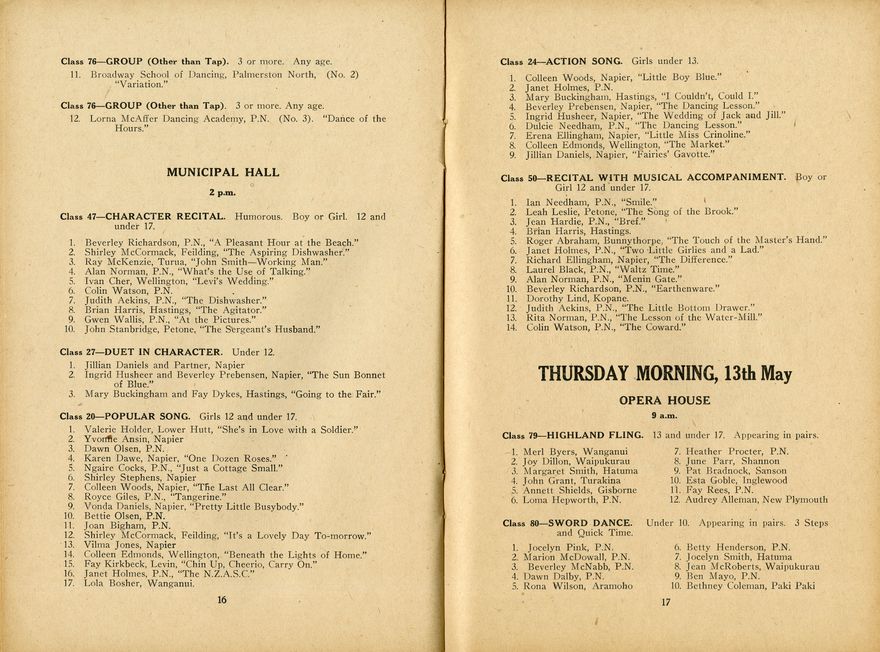 Class 76—GROUP (Other than Tap). 3 or more. Any age.
11. Broadway School of Dancing, Palmerston North, (No. 2)
"Variation."
Class 76—GROUP (Other than Tap). 3 or more. Any age.
12. Lorna McAffer Dancing Academy, P.N. (No. 3). "Dance of the
Hours."
MUNICIPAL HALL
2 p.m.
Class 47—CHARACTER RECITAL. Humorous. Boy or Girl. 12 and
under 17.
1. Beverley Richardson, P.N., "A Pleasant Hour at the Beach."
2. Shirley McCormack, Feilding, "The Aspiring Dishwasher."
3. Ray McKenzie, Turua, "John Smith—Working Man."
4. Alan Norman, P.N., "What's the Use of Talking."
5. Ivan Cher, Wellington, "Levi's Wedding."
6. Colin Watson, P.N.
7. Judith Aekins, P.N., "The Dishwasher."
8. Brian Harris, Hastings, "The Agitator."
9. Gwen Wallis, P.N., "At the Pictures."
10. John Stanbridge, Petone, "The Sergeant's Husband."
Class 27—DUET IN CHARACTER. Under 12.
1. Jillian Daniels and Partner, Napier
2. Ingrid Husheer and Beverley Prebensen, Napier, "The Sun Bonnet
of Blue."
3. Mary Buckingham and Fay Dykes, Hastings, "Going to the Fair."
Class 20—POPULAR SONG. Girls 12 and under 17.
1. Valerie Holder, Lower Hutt, "She's in Love with a Soldier."
2. Yvonne Ansin, Napier
3. Dawn Olsen, P.N.
4. Karen Dawe, Napier, "One Dozen Roses."
5. Ngaire Cocks, P.N., "Just a Cottage Small."
6. Shirley Stephens, Napier
7. Colleen Woods, Napier, "The Last All Clear."
8. Royce Giles, P.N., "Tangerine."
9. Vonda Daniels, Napier, "Pretty Little Busybody."
10. Bettie Olsen, P.N.
11. Joan Bigham, P.N.
12. Shirley McCormack, Feilding, "It's a Lovely Day To-morrow."
13. Vilma Jones, Napier
14. Colleen Edmonds, Wellington, "Beneath the Lights of Home."
15. Fay Kirkbeck, Levin, "Chin Up, Cheerio, Carry On."
16. Janet Holmes, P.N., "The N.Z.A.S.C."
17. Lola Bosher, Wanganui.
16
Class 24—ACTION SONG. Girls under 13.
1. Colleen Woods, Napier, "Little Boy Blue."
2. Janet Holmes, P.N.
3. Mary Buckingham, Hastings, "I Couldn't, Could I."
4. Beverley Prebensen, Napier, "The Dancing Lesson."
5. Ingrid Husheer, Napier, "The Wedding of Jack and Jill."
6. Dulcie Needham, P.N., "The Dancing Lesson."
7. Erena Ellingham, Napier, "Little Miss Crinoline."
8. Colleen Edmonds, Wellington, "The Market."
9. Jillian Daniels, Napier, "Fairies' Gavotte."
Class 50—RECITAL WITH MUSICAL ACCOMPANIMENT. Boy or
Girl 12 and under 17.
1. Ian Needham, P.N., "Smile."
2. Leah Leslie, Petone, "The Song of the Brook."
3. Jean Hardie, P.N., "Bref."
4. Brian Harris, Hastings.
5. Roger Abraham, Bunnythorpe, "The Touch of the Master's Hand."
6. Janet Holmes, P.N., "Two Little Girlies and a Lad."
7. Richard Ellingham, Napier, "The Difference."
8. Laurel Black, P.N., "Waltz Time."
9. Alan Norman, P.N., "Menin Gate."
10. Beverley Richardson, P.N., "Earthenware."
11. Dorothy Lind, Kopane.
12. Judith Aekins, P.N., "The Little Bottom Drawer."
13. Rita Norman, P.N., "The Lesson of the Water-Mill."
14. Colin Watson, P.N., "The Coward."
THURSDAY MORNING, 13th May
OPERA HOUSE
9 a.m.
Class 79—HIGHLAND FLING. 13 and under 17. Appearing in pairs.
1. Merl Byers, Wanganui
2. Joy Dillon, Waipukurau
3. Margaret Smith, Hatuma
4. John Grant, Turakina
5. Annett Shields, Gisborne
6. Loma Hepworth, P.N.
7. Heather Procter, P.N.
8. June Parr, Shannon
9. Pat Bradnock, Sanson
10. Esta Goble, Inglewood
11. Fay Rees, P.N.
12. Audrey Alleman, New Plymouth
Class 80—SWORD DANCE. Under 10. Appearing in pairs. 3 Steps
and Quick Time.
1. Jocelyn Pink, P.N.
2. Marion McDowall, P.N.
3. Beverley McNabb, P.N.
4. Dawn Dalby, P.N.
5. Rona Wilson, Aramoho
6. Betty Henderson, P.N.
7. Jocelyn Smith, Hatuma
8. Jean McRoberts, Waipukurau
9. Ben Mayo, P.N.
10. Bethney Coleman, Paki Paki
17